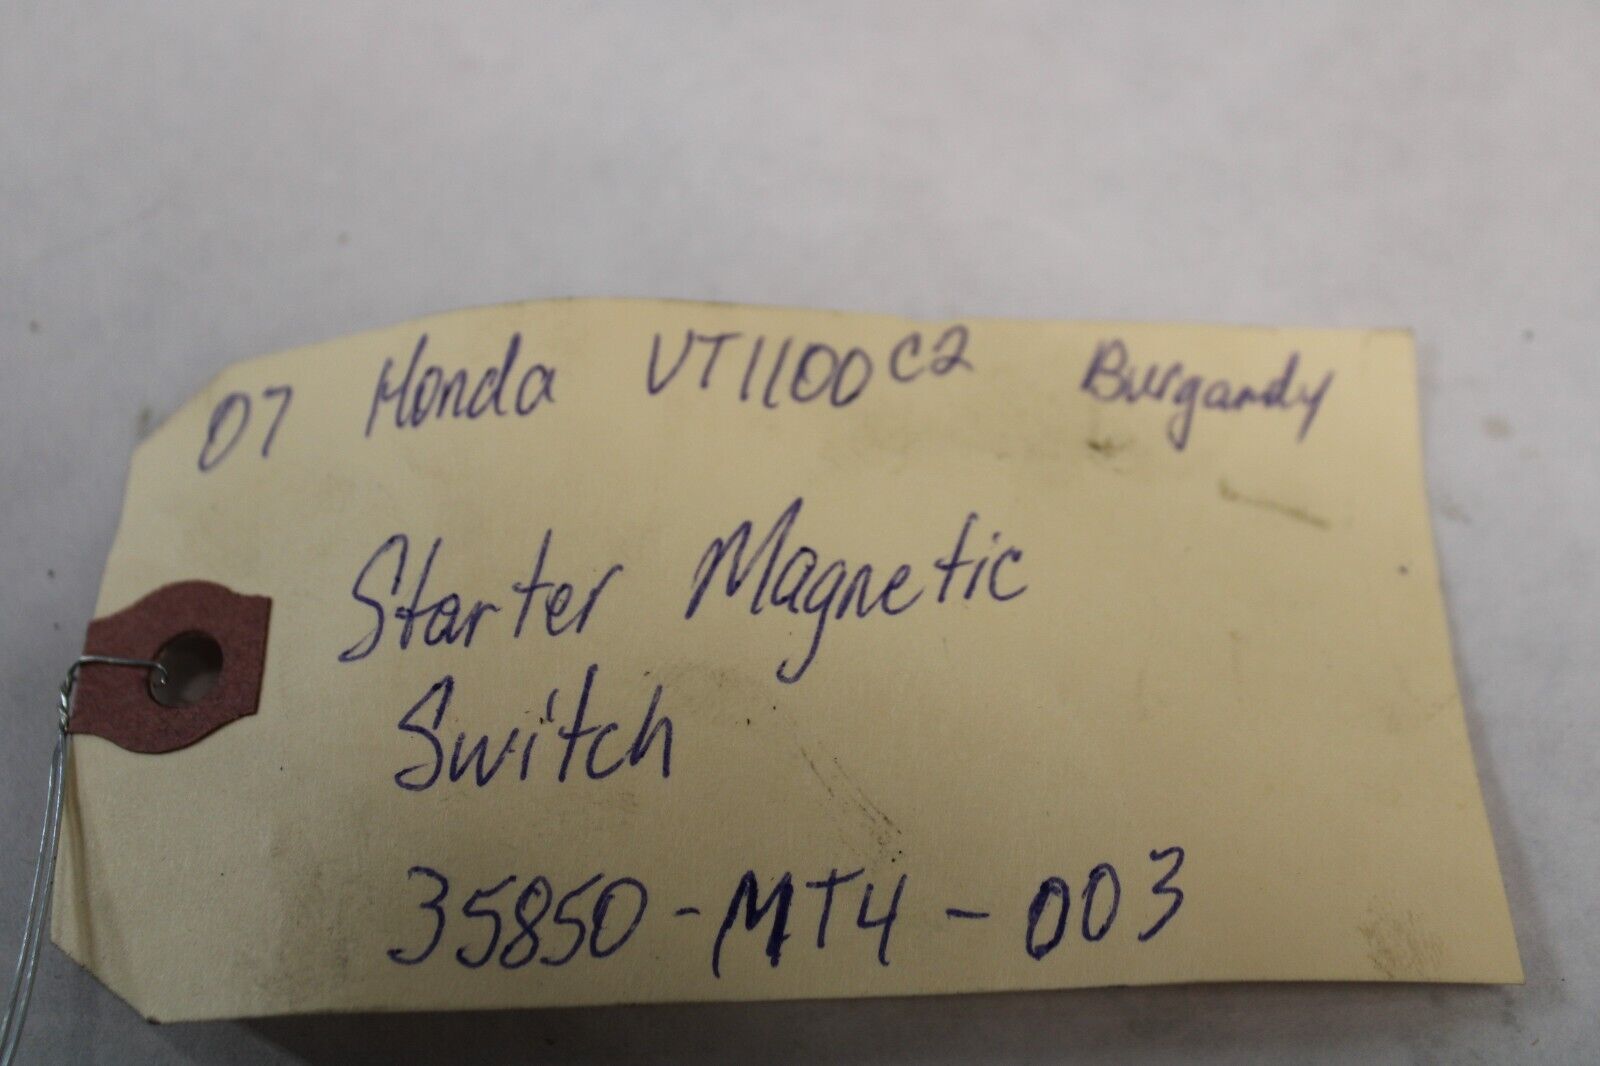 07 Honda VT1100C2 Burgandy
Starter Magnetic
Switch
35850-MT4-003